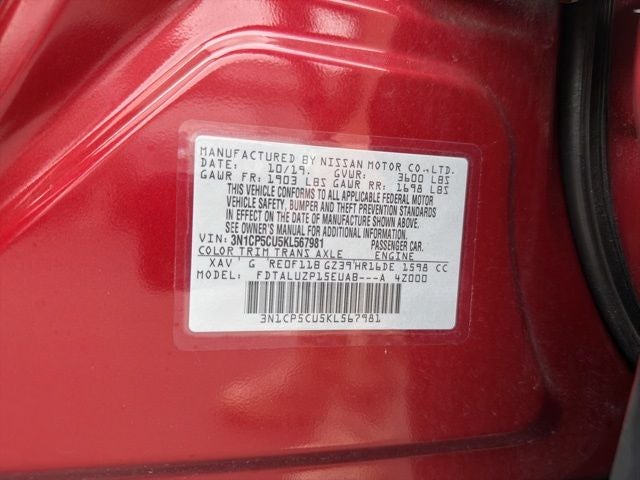 MANUFACTURED BY NISSAN MOTOR CO.,LTD.
DATE: 10/19. GVWR: 3600 LBS
GAWR FR: 1903 LBS GAWR RR: 1698 LBS
THIS VEHICLE CONFORMS TO ALL APPLICABLE FEDERAL MOTOR
VEHICLE SAFETY, BUMPER AND THEFT PREVENTION STANDARDS
IN EFFECT ON THE DATE OF MANUFACTURE SHOWN ABOVE.
SEE OWNER'S MANUAL FOR ADDITIONAL INFORMATION.
VIN: 3N1CP5CU5KL567981 PASSENGER CAR.
COLOR TRIM TRANS AXLE ENGINE
XAV G RE0F11B GZ39 HR16DE 1598 CC
MODEL: FDTALUZP15EUAB---A 4Z000
3N1CP5CU5KL567981